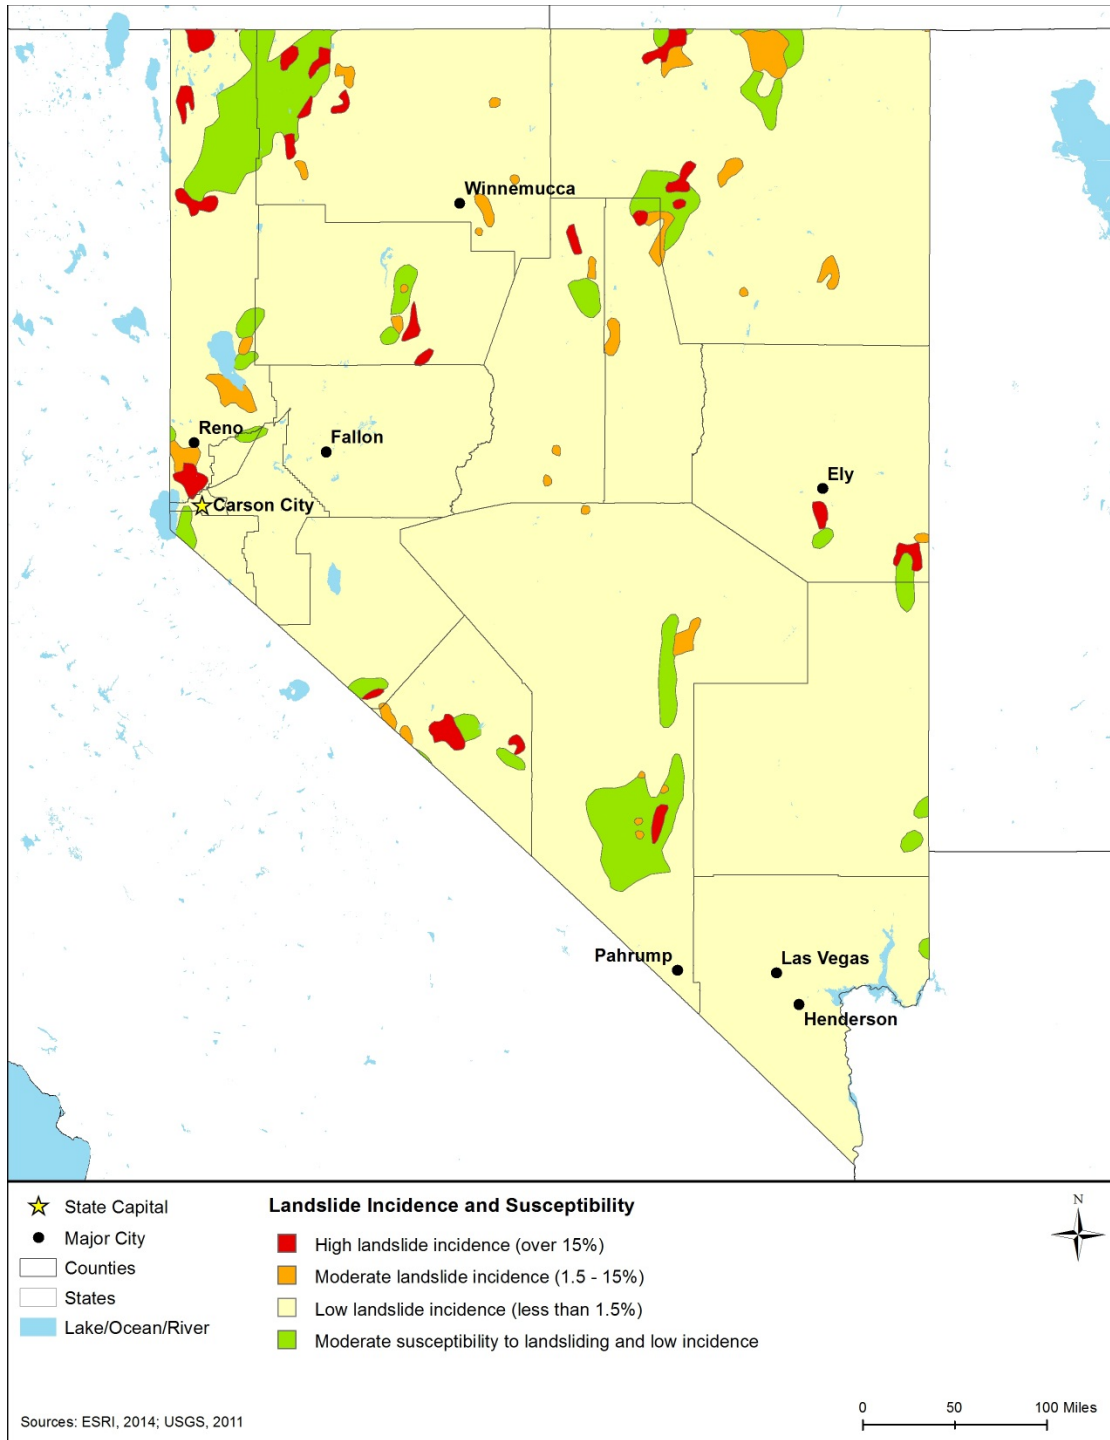 Winnemucca
Reno
Fallon
Ely
Carson City
Pahrump
Las Vegas
Henderson
State Capital
Major City
Counties
States
Lake/Ocean/River
Landslide Incidence and Susceptibility
High landslide incidence (over 15%)
Moderate landslide incidence (1.5 - 15%)
Low landslide incidence (less than 1.5%)
Moderate susceptibility to landsliding and low incidence
N
Sources: ESRI, 2014; USGS, 2011
0 50 100 Miles